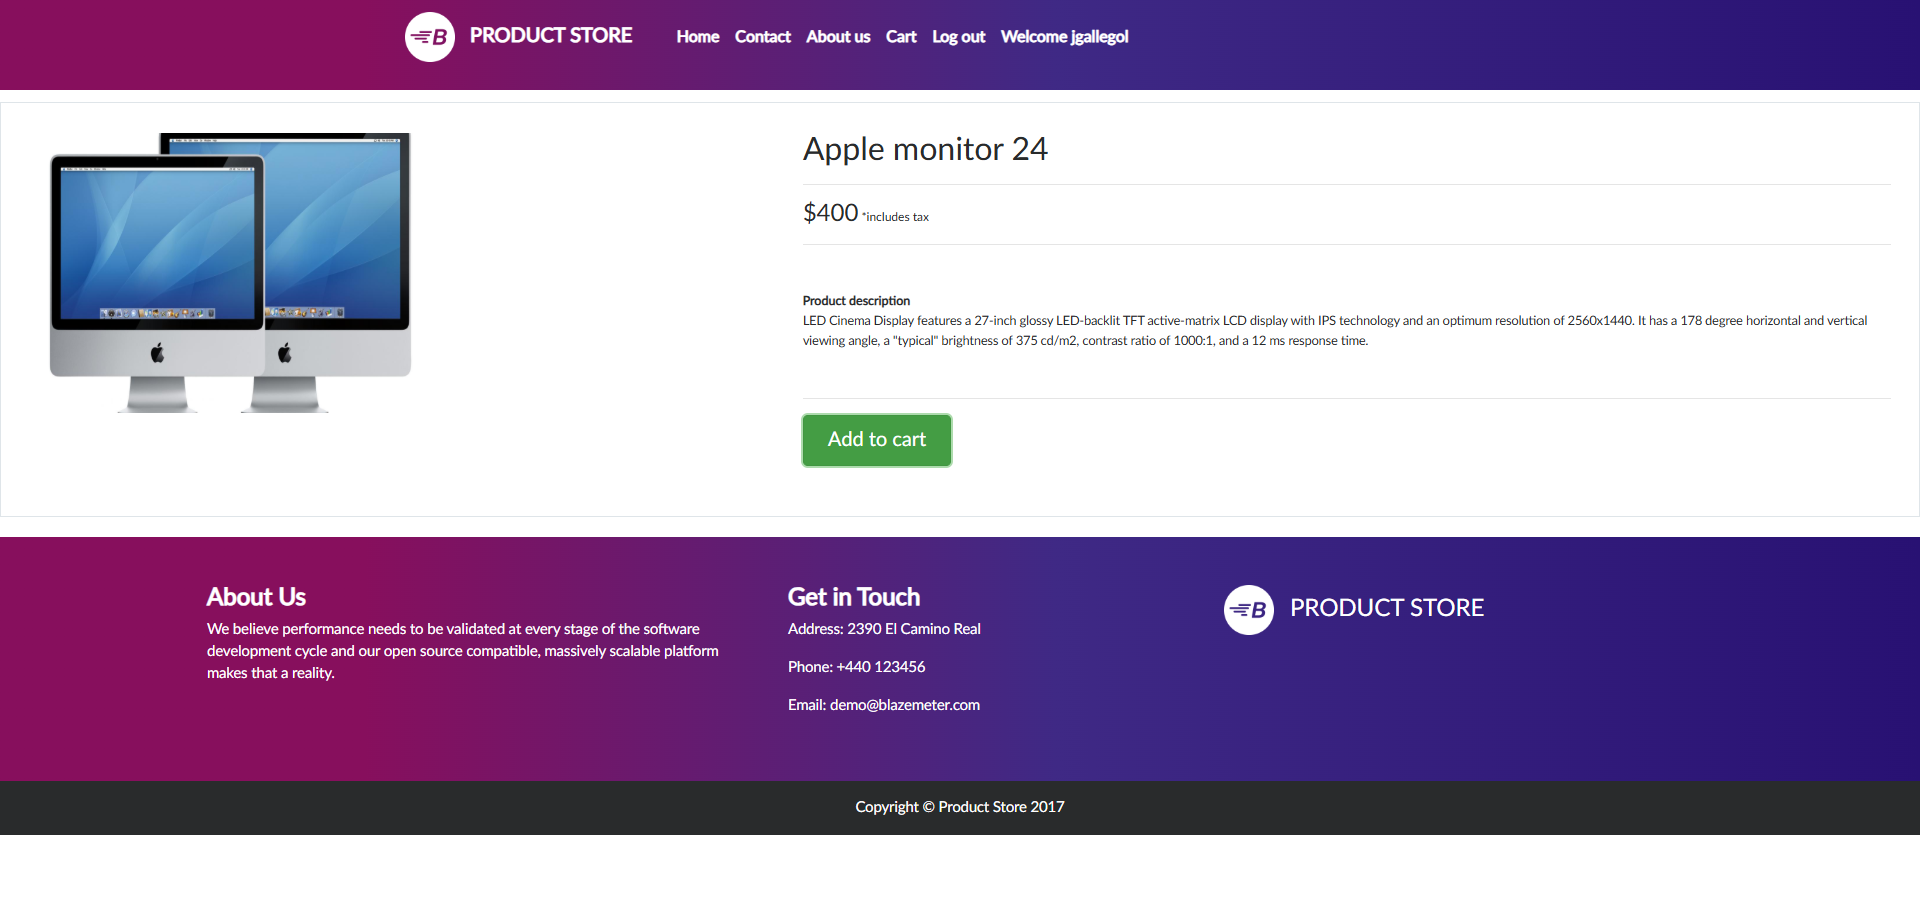 B PRODUCT STORE Home Contact About us Cart Log out Welcome jgallegol
Apple monitor 24
$400 *includes tax
Product description
LED Cinema Display features a 27-inch glossy LED-backlit TFT active-matrix LCD display with IPS technology and an optimum resolution of 2560x1440. It has a 178 degree horizontal and vertical
viewing angle, a "typical" brightness of 375 cd/m2, contrast ratio of 1000:1, and a 12 ms response time.
Add to cart
About Us
We believe performance needs to be validated at every stage of the software
development cycle and our open source compatible, massively scalable platform
makes that a reality.
Get in Touch
Address: 2390 El Camino Real
Phone: +440 123456
Email: demo@blazemeter.com
B PRODUCT STORE
Copyright © Product Store 2017